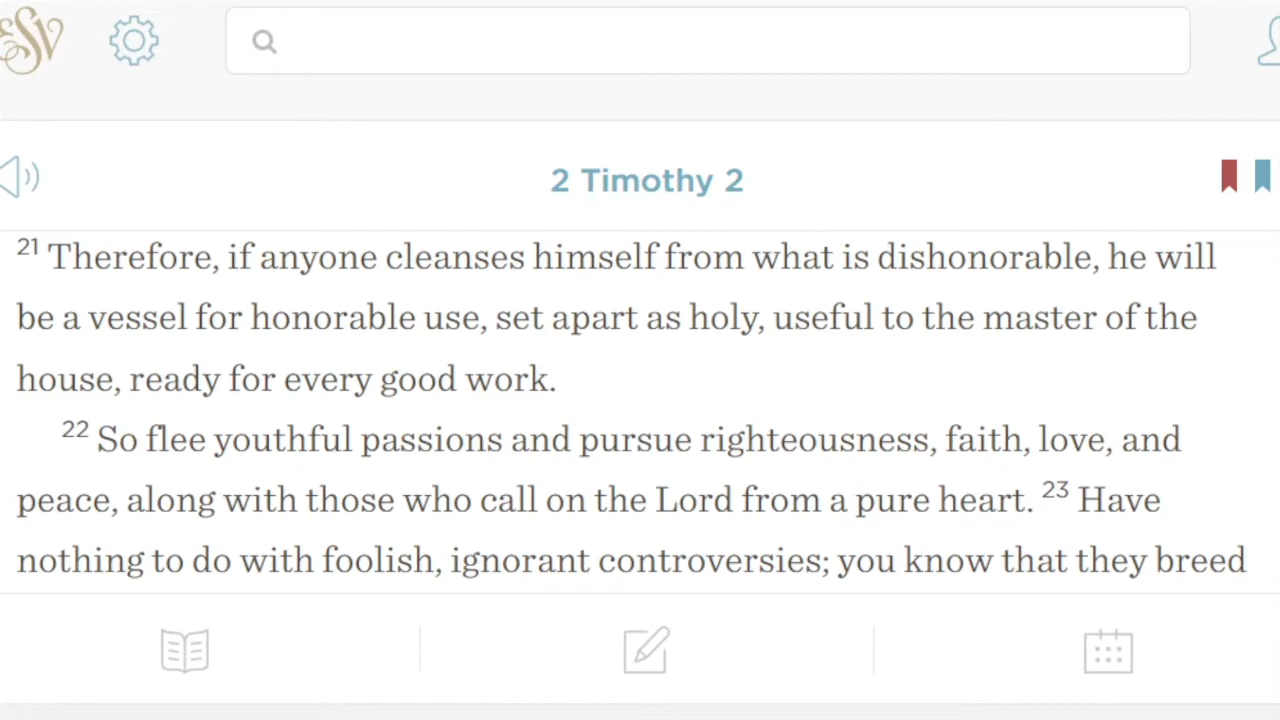 ESV
2 Timothy 2
21 Therefore, if anyone cleanses himself from what is dishonorable, he will
be a vessel for honorable use, set apart as holy, useful to the master of the
house, ready for every good work.
22 So flee youthful passions and pursue righteousness, faith, love, and
peace, along with those who call on the Lord from a pure heart. 23 Have
nothing to do with foolish, ignorant controversies; you know that they breed